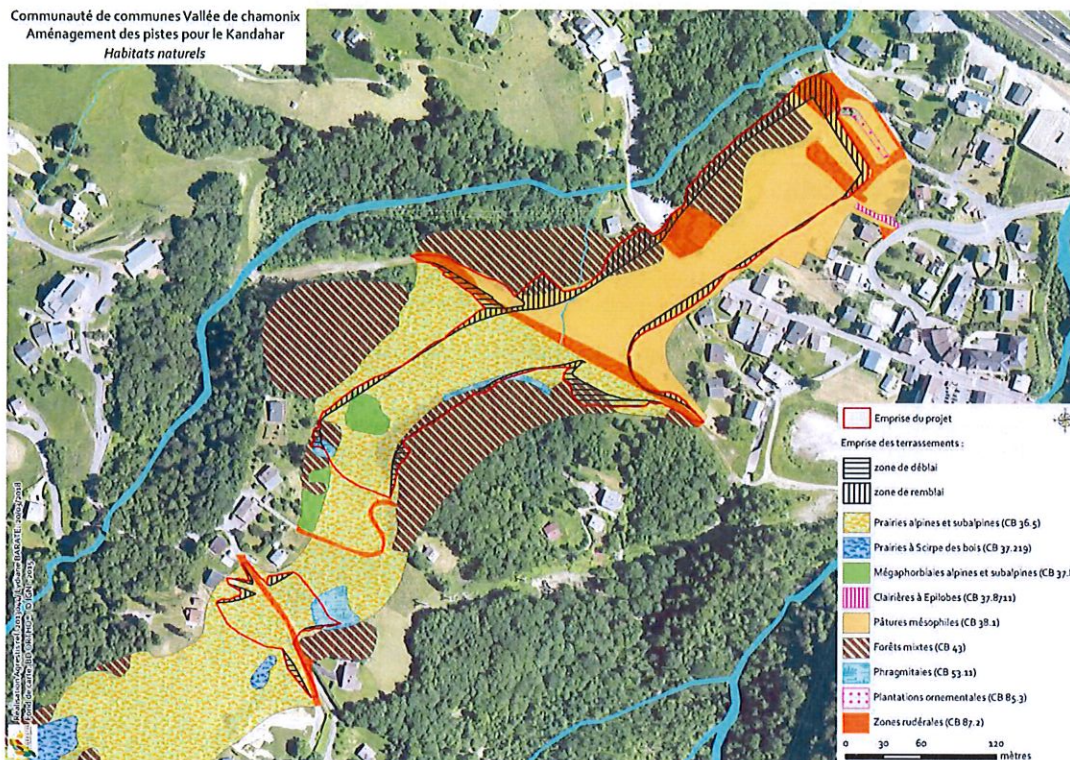 Communauté de communes Vallée de chamonix
Aménagement des pistes pour le Kandahar
Habitats naturels
Emprise du projet
Emprise des terrassements :
zone de déblai
zone de remblai
Prairies alpines et subalpines (CB 36.5)
Prairies à Scirpe des bois (CB 37.219)
Mégaphorbiaies alpines et subalpines (CB 37.8
Clairières à Epilobes (CB 37.8/11)
Pâtures mésophiles (CB 38.1)
Forêts mixtes (CB 43)
Phragmitaies (CB 53.11)
Plantations ornementales (CB 85.3)
Zones rudérales (CB 87.2)
0 30 60 120
mètres